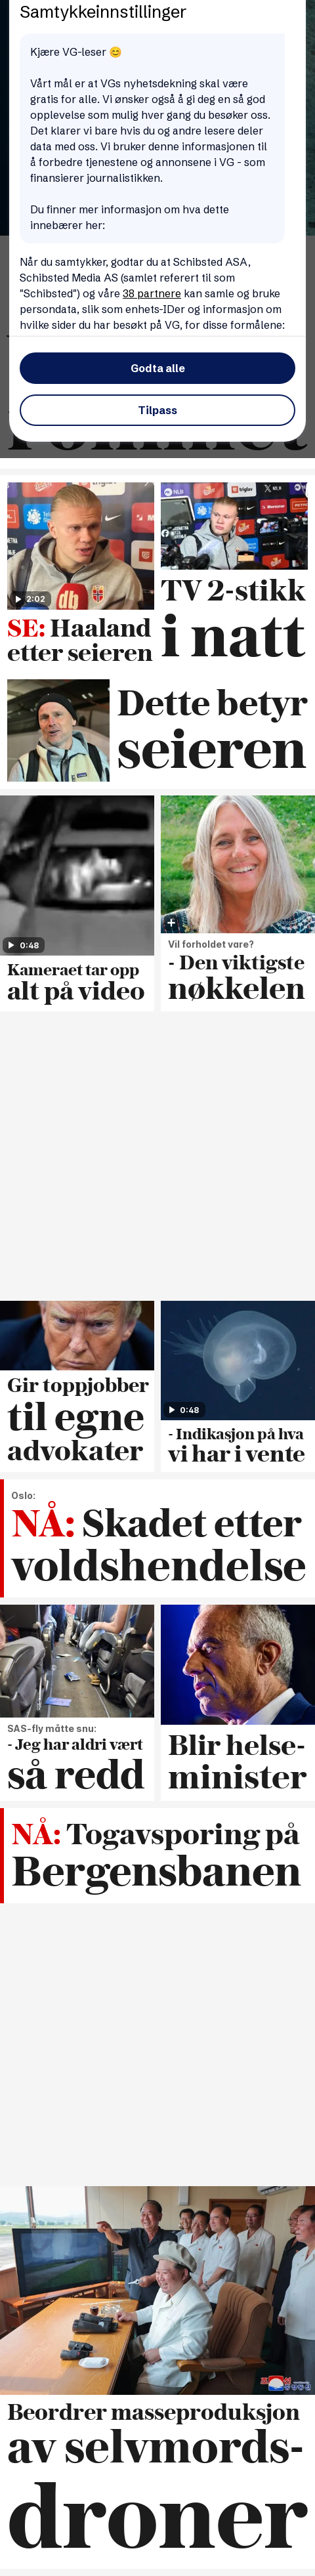 Samtykkeinnstillinger
Kjære VG-leser 😊
Vårt mål er at VGs nyhetsdekning skal være
gratis for alle. Vi ønsker også å gi deg en så god
opplevelse som mulig hver gang du besøker oss.
Det klarer vi bare hvis du og andre lesere deler
data med oss. Vi bruker denne informasjonen til
å forbedre tjenestene og annonsene i VG - som
finansierer journalistikken.
Du finner mer informasjon om hva dette
innebærer her:
Når du samtykker, godtar du at Schibsted ASA,
Schibsted Media AS (samlet referert til som
"Schibsted") og våre 38 partnere kan samle og bruke
persondata, slik som enhets-IDer og informasjon om
hvilke sider du har besøkt på VG, for disse formålene:
Godta alle
Tilpass
2:02
SE: Haaland
etter seieren
TV 2-stikk
i natt
Dette betyr
seieren
0:48
Kameraet tar opp
alt på video
Vil forholdet vare?
- Den viktigste
nøkkelen
Gir toppjobber
til egne
advokater
0:48
- Indikasjon på hva
vi har i vente
Oslo:
NÅ: Skadet etter
voldshendelse
SAS-fly måtte snu:
- Jeg har aldri vært
så redd
Blir helse-
minister
NÅ: Togavsporing på
Bergensbanen
Beordrer masseproduksjon
av selvmords-
droner